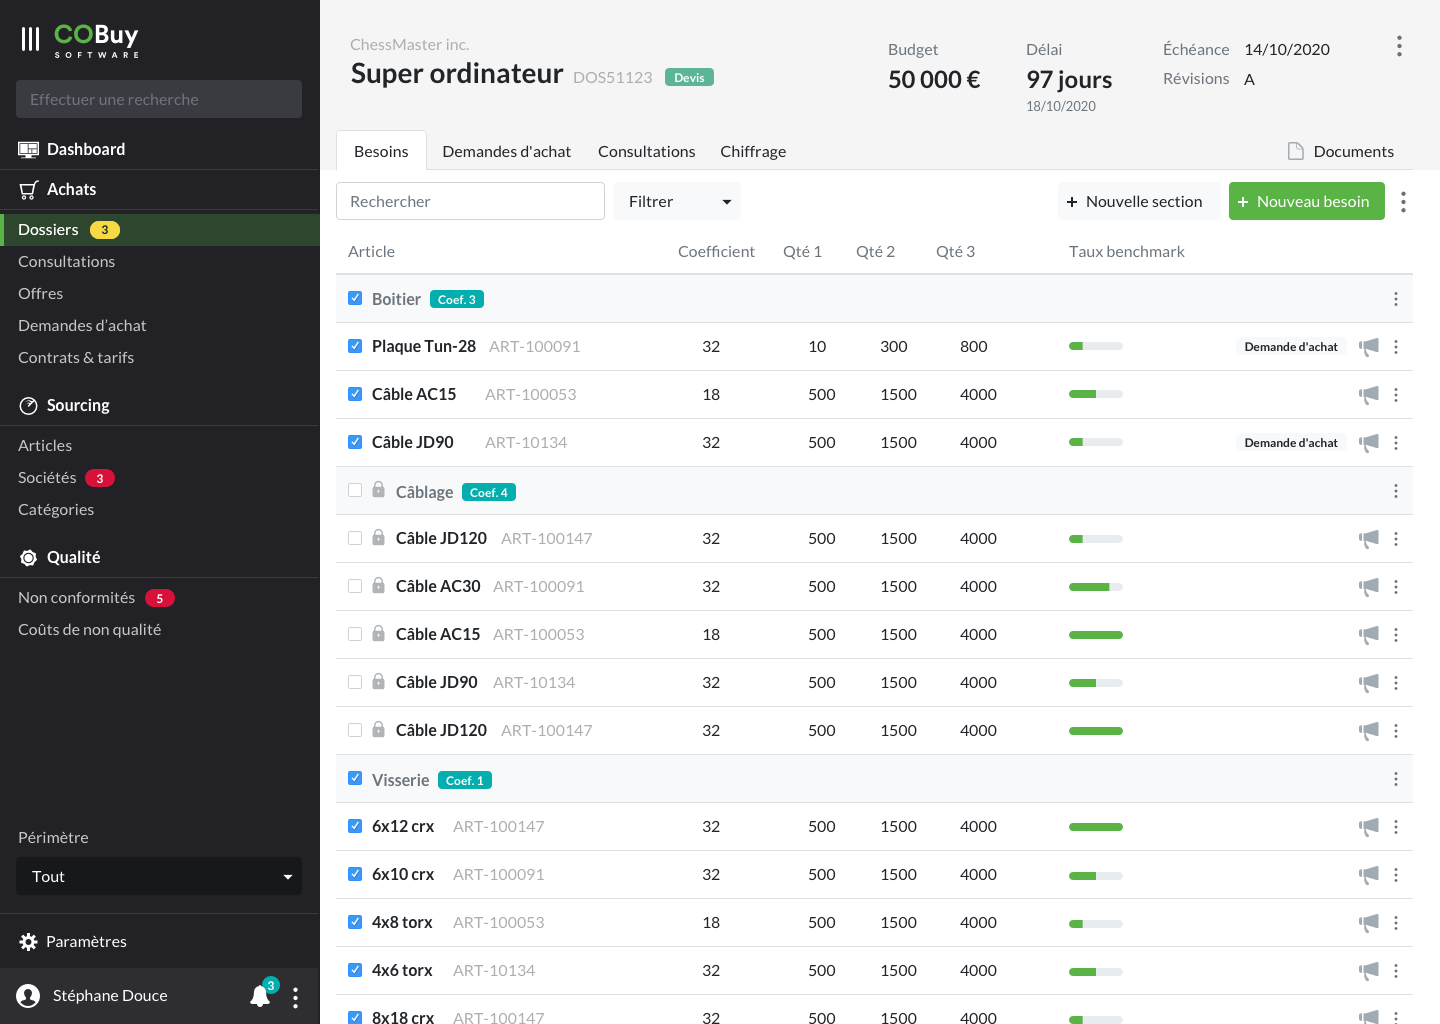 COBuy
SOFTWARE
Effectuer une recherche
Dashboard
Achats
Dossiers 3
Consultations
Offres
Demandes d'achat
Contrats & tarifs
Sourcing
Articles
Sociétés 3
Catégories
Qualité
Non conformités 5
Coûts de non qualité
Périmètre
Tout
Paramètres
Stéphane Douce 3
ChessMaster inc.
Super ordinateur DOS51123 Devis
Budget
50 000 €
Délai
97 jours
18/10/2020
Échéance 14/10/2020
Révisions A
Besoins Demandes d'achat Consultations Chiffrage Documents
Rechercher Filtrer + Nouvelle section + Nouveau besoin
Article Coefficient Qté 1 Qté 2 Qté 3 Taux benchmark
Boitier Coef. 3
Plaque Tun-28 ART-100091 32 10 300 800 Demande d'achat
Câble AC15 ART-100053 18 500 1500 4000
Câble JD90 ART-10134 32 500 1500 4000 Demande d'achat
Câblage Coef. 4
Câble JD120 ART-100147 32 500 1500 4000
Câble AC30 ART-100091 32 500 1500 4000
Câble AC15 ART-100053 18 500 1500 4000
Câble JD90 ART-10134 32 500 1500 4000
Câble JD120 ART-100147 32 500 1500 4000
Visserie Coef. 1
6x12 crx ART-100147 32 500 1500 4000
6x10 crx ART-100091 32 500 1500 4000
4x8 torx ART-100053 18 500 1500 4000
4x6 torx ART-10134 32 500 1500 4000
8x18 crx ART-100147 32 500 1500 4000